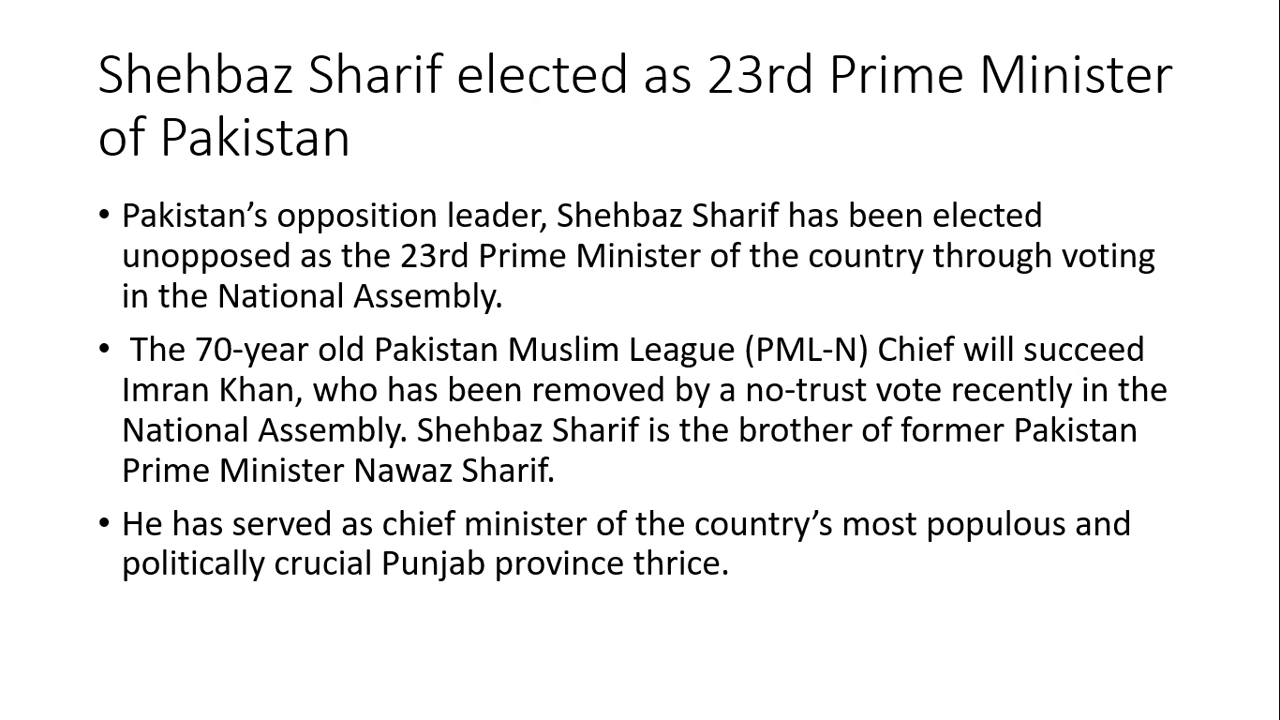 Shehbaz Sharif elected as 23rd Prime Minister
of Pakistan
• Pakistan’s opposition leader, Shehbaz Sharif has been elected
unopposed as the 23rd Prime Minister of the country through voting
in the National Assembly.
• The 70-year old Pakistan Muslim League (PML-N) Chief will succeed
Imran Khan, who has been removed by a no-trust vote recently in the
National Assembly. Shehbaz Sharif is the brother of former Pakistan
Prime Minister Nawaz Sharif.
• He has served as chief minister of the country’s most populous and
politically crucial Punjab province thrice.